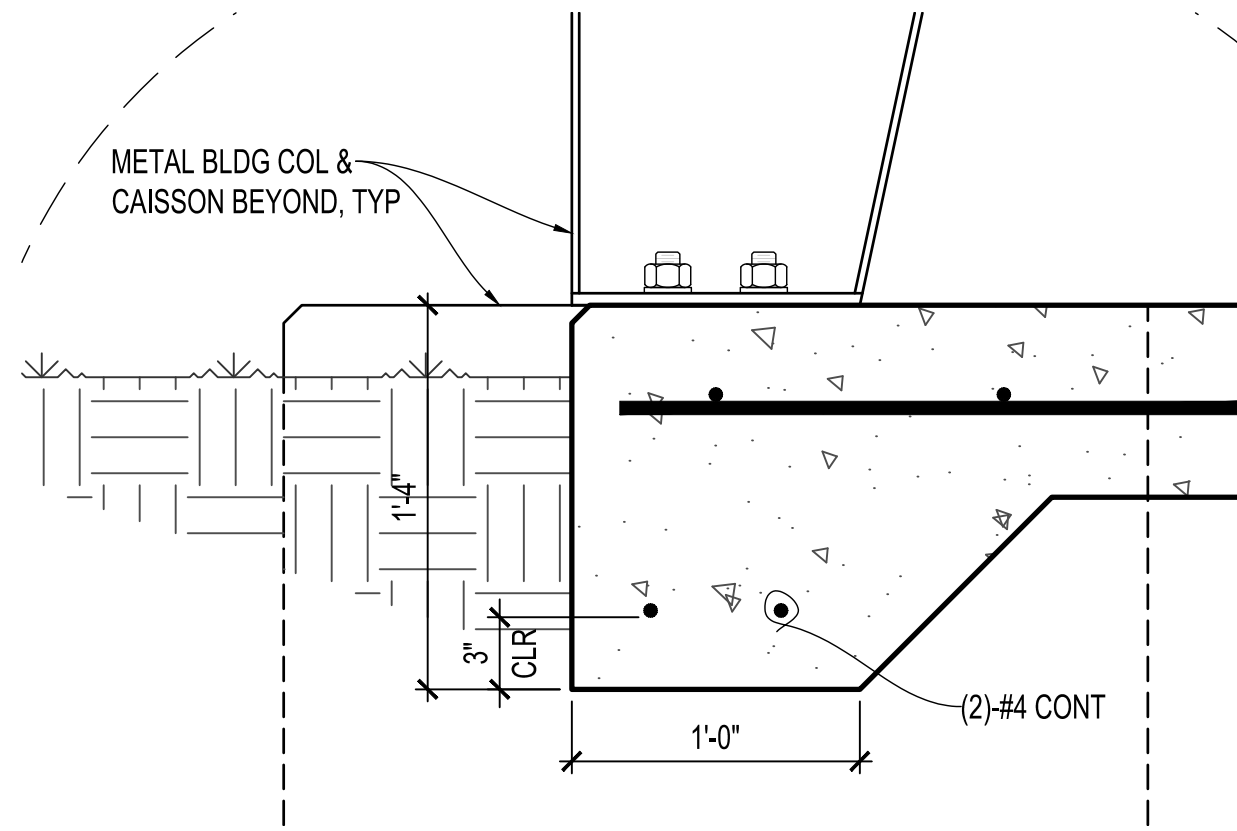 METAL BLDG COL &
CAISSON BEYOND, TYP
1'-4"
3"
CLR
(2)-#4 CONT
1'-0"